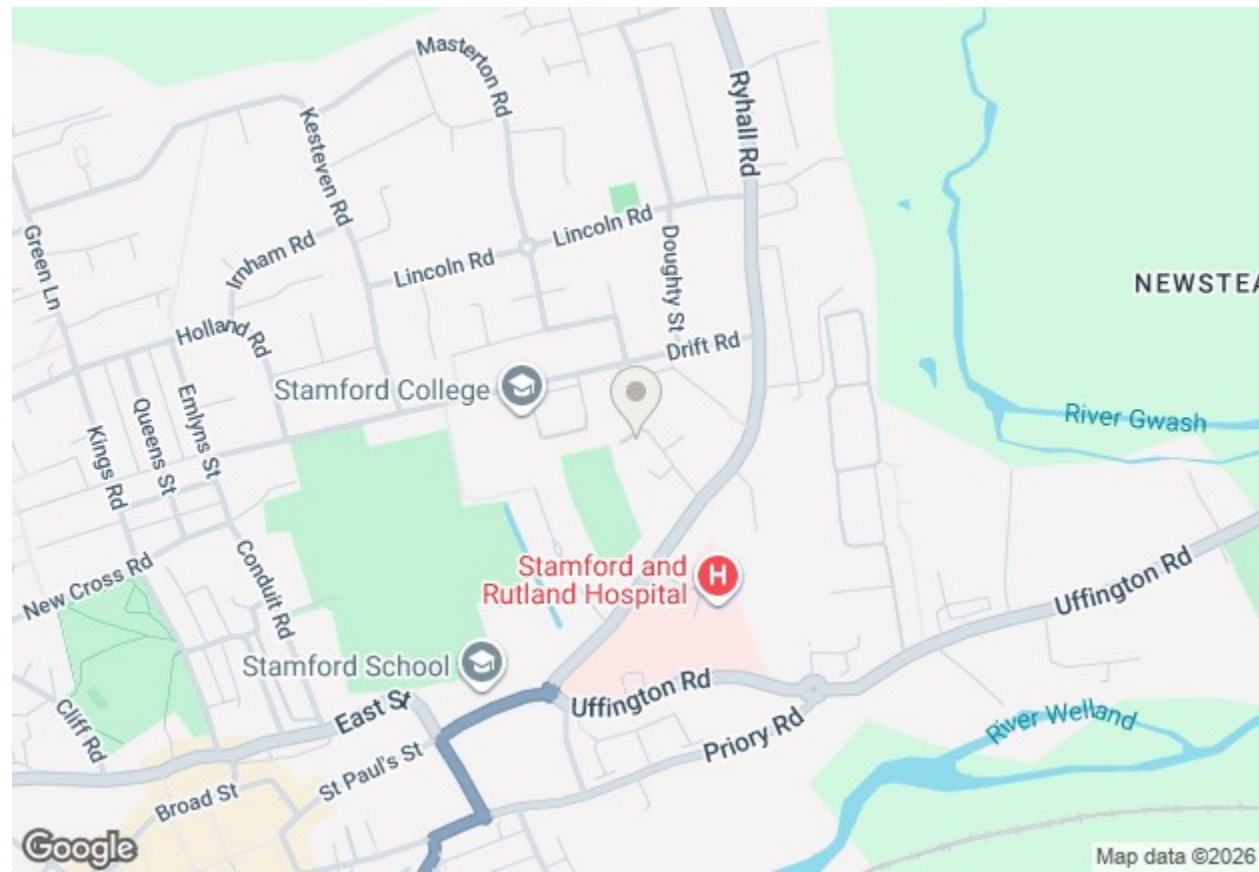 Masterton Rd
Ryhall Rd
Kesteven Rd
Green Ln
Irnham Rd
Lincoln Rd
Lincoln Rd
Doughty St
NEWSTEA
Holland Rd
Drift Rd
Stamford College
Emlyns St
Queens St
Kings Rd
River Gwash
New Cross Rd
Conduit Rd
Stamford and
Rutland Hospital
H
Uffington Rd
Stamford School
Cliff Rd
East St
Uffington Rd
River Welland
Priory Rd
St Paul's St
Broad St
Google
Map data ©2026